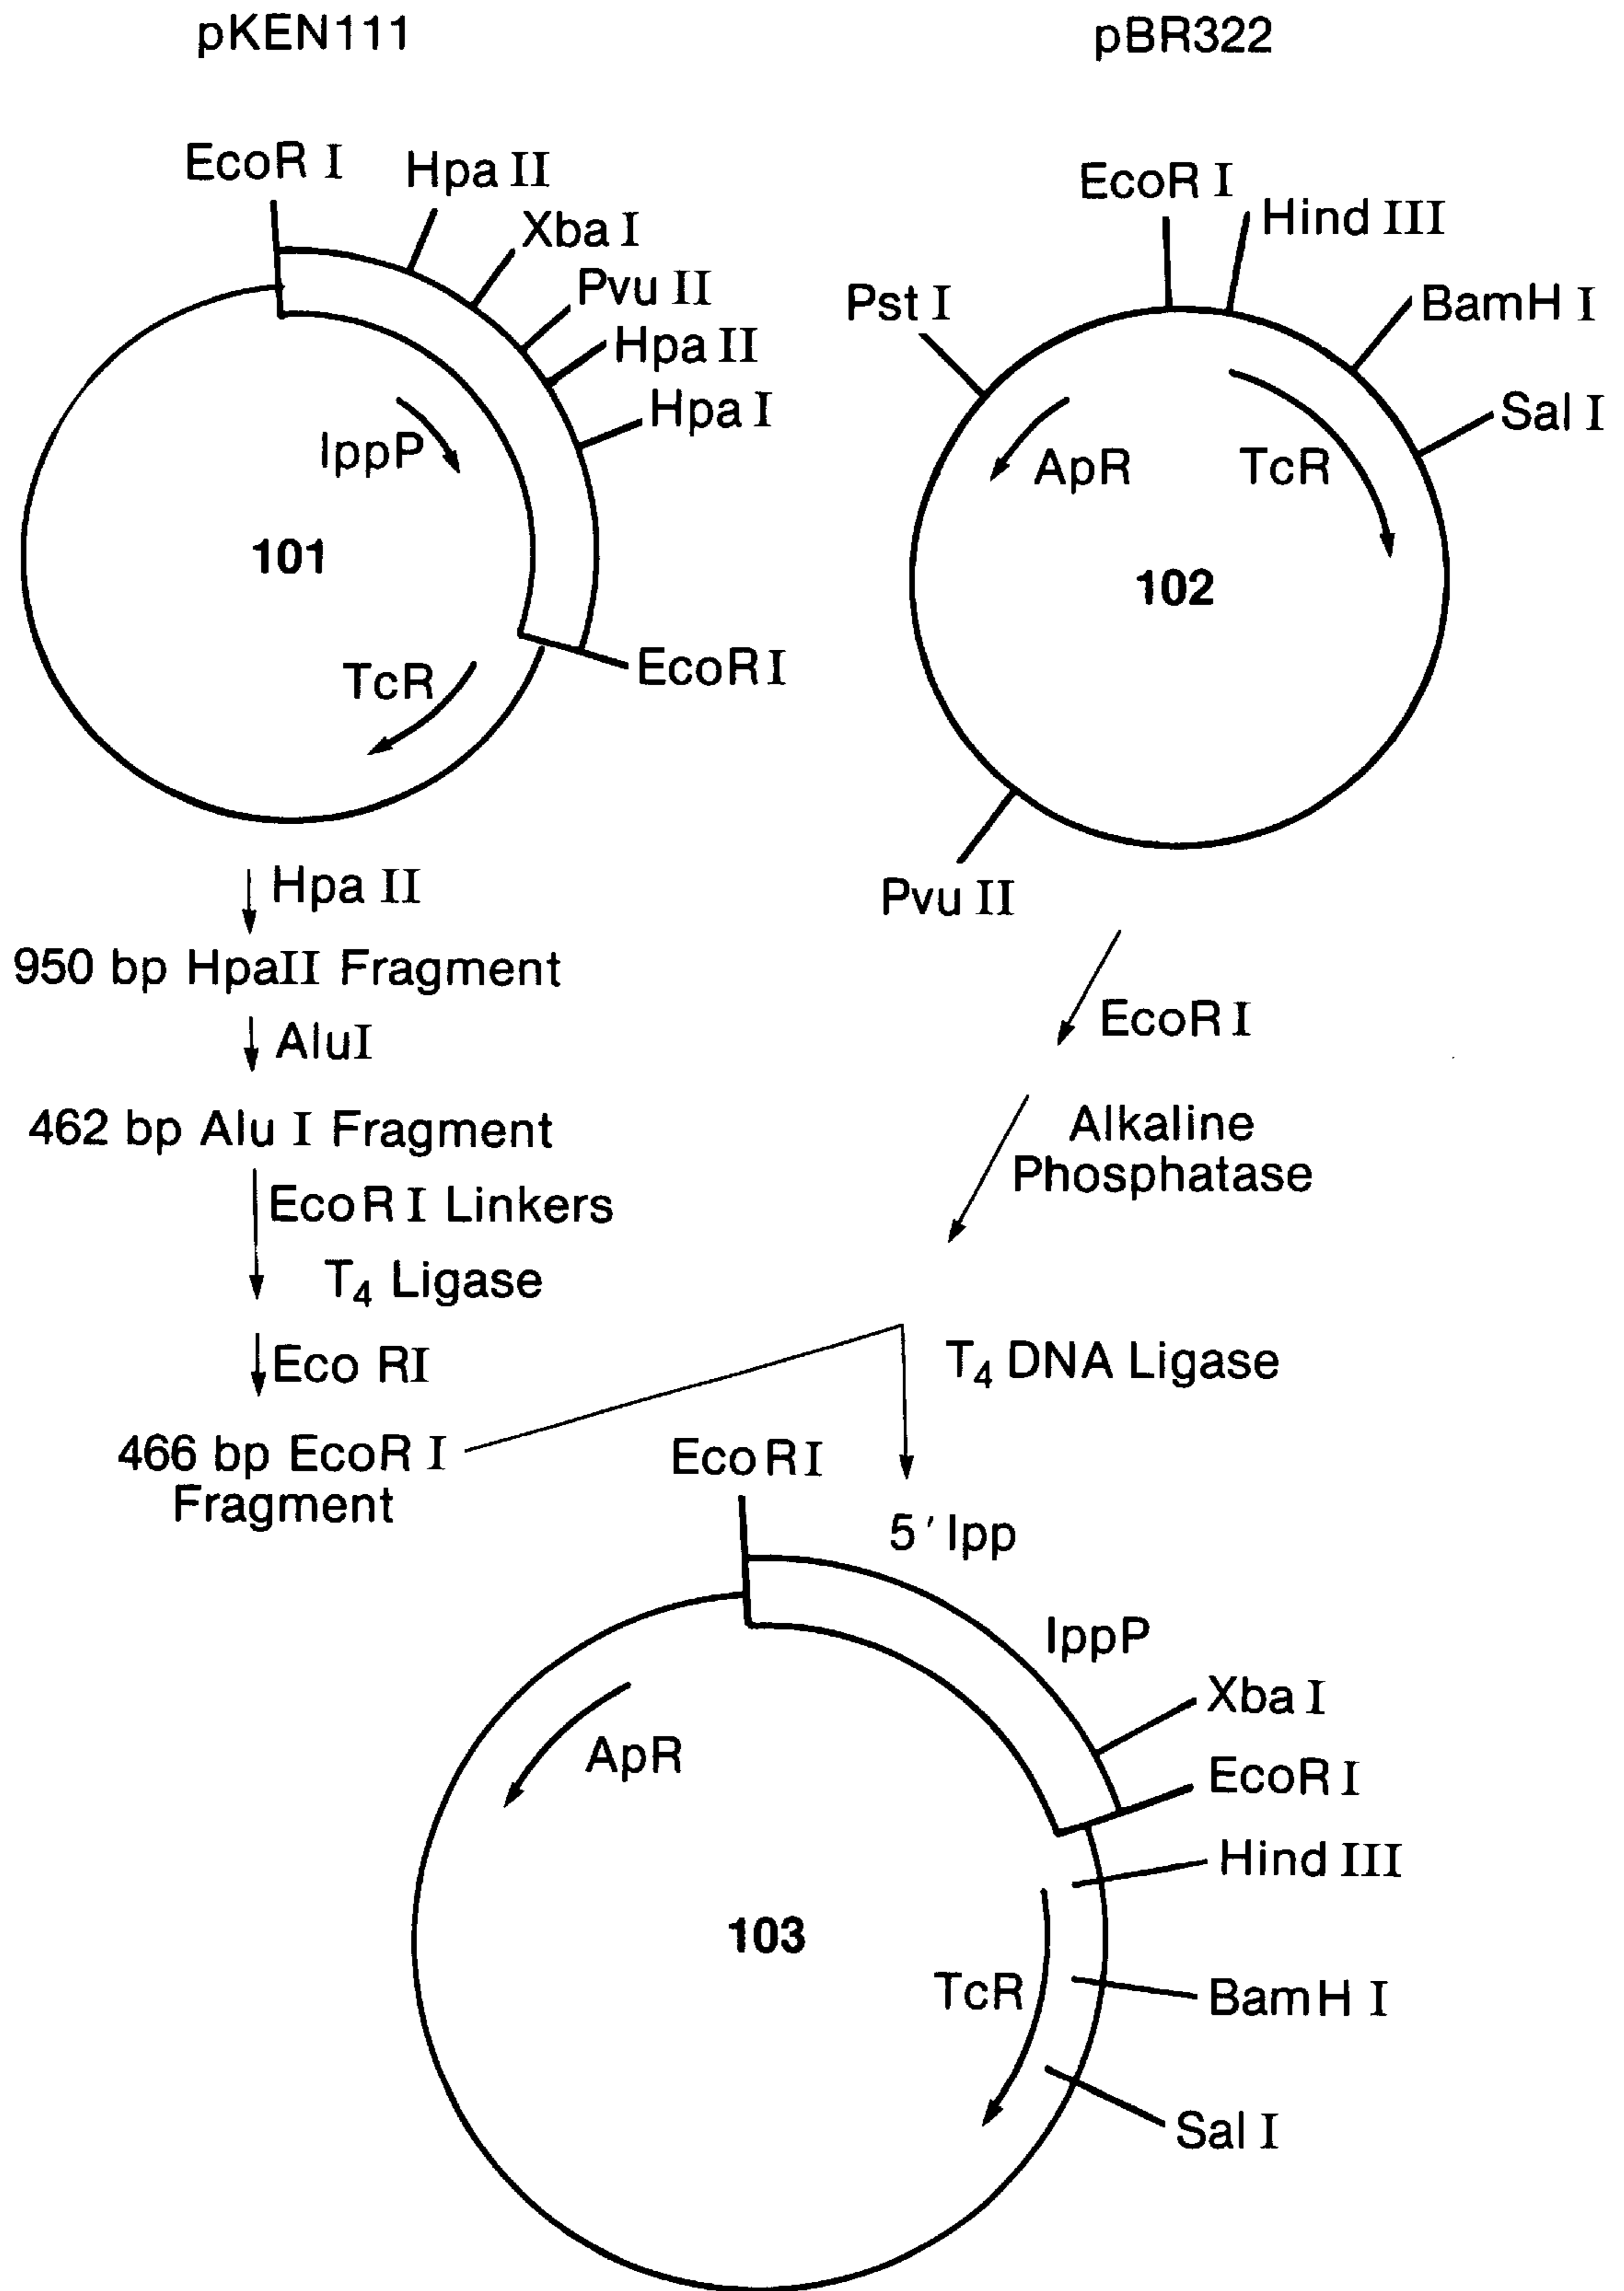 pKEN111
EcoR I
Hpa II
Xba I
Pvu II
Hpa II
Hpa I
lppP
101
TcR
EcoR I
pBR322
EcoR I
Hind III
BamH I
Pst I
Sal I
ApR
TcR
102
Pvu II
Hpa II
950 bp HpaII Fragment
AluI
462 bp Alu I Fragment
EcoR I Linkers
T4 Ligase
Eco RI
466 bp EcoR I
Fragment
EcoR I
Alkaline
Phosphatase
T4 DNA Ligase
EcoRI
5′ lpp
lppP
Xba I
EcoR I
Hind III
ApR
103
TcR
BamH I
Sal I